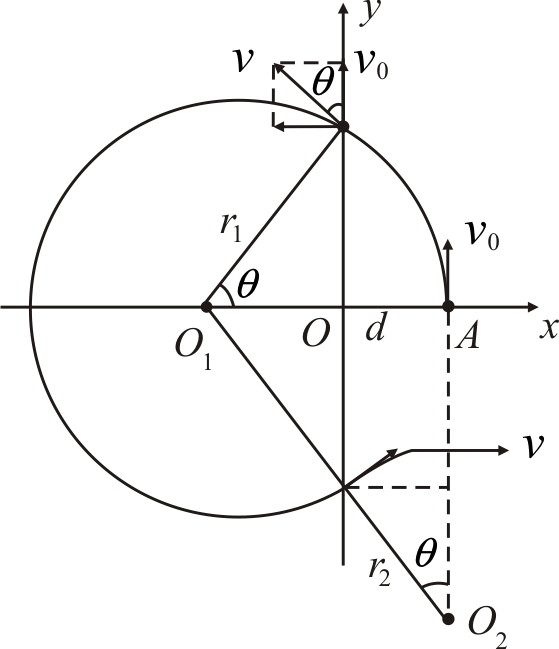 y
v v₀
θ
r₁
v₀
θ
O₁ O d A x
v
θ
r₂
O₂